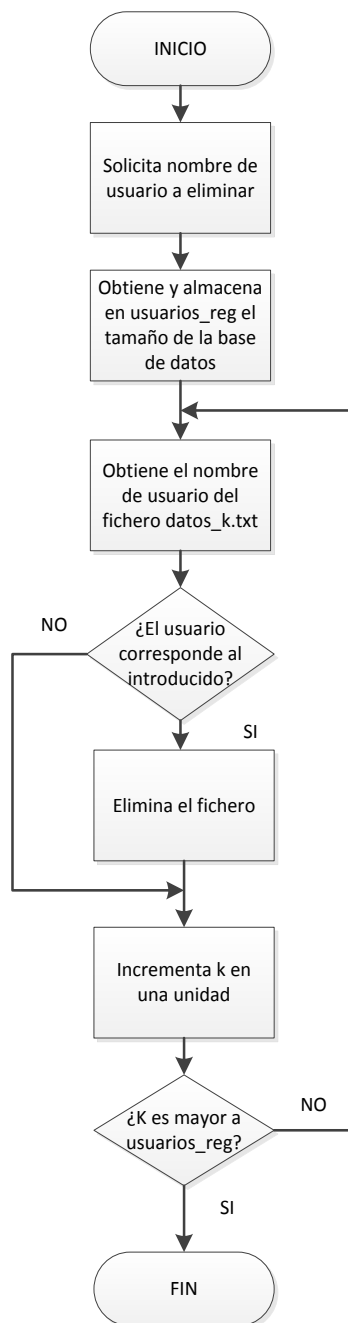 INICIO
Solicita nombre de
usuario a eliminar
Obtiene y almacena
en usuarios_reg el
tamaño de la base
de datos
Obtiene el nombre
de usuario del
fichero datos_k.txt
NO
¿El usuario
corresponde al
introducido?
SI
Elimina el fichero
Incrementa k en
una unidad
¿K es mayor a
usuarios_reg?
NO
SI
FIN